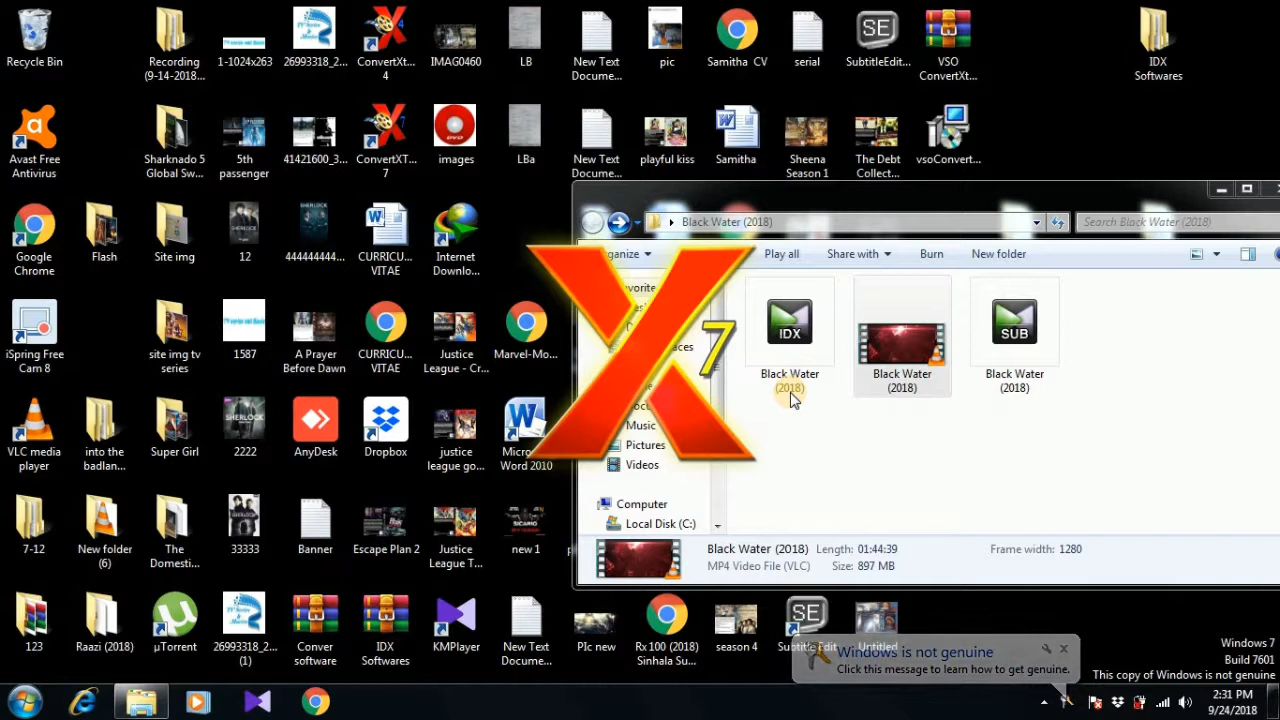 Recycle Bin
Recording
(9-14-2018...
1-1024x263
26993318_2...
ConvertXt...
4
IMAG0460
LB
New Text
Docume...
pic
Samitha CV
serial
SubtitleEdit...
VSO
ConvertXt...
IDX
Softwares
Avast Free
Antivirus
Sharknado 5
Global Sw...
5th
passenger
41421600_3...
ConvertXT...
7
images
LBa
New Text
Docume...
playful kiss
Samitha
Sheena
Season 1
The Debt
Collect...
vsoConvert...
Google
Chrome
Flash
Site img
12
444444444...
CURRICU...
VITAE
Internet
Downlo...
iSpring Free
Cam 8
site img tv
series
1587
A Prayer
Before Dawn
CURRICU...
VITAE
Justice
League - Cr...
Marvel-Mo...
VLC media
player
into the
badlan...
Super Girl
2222
AnyDesk
Dropbox
justice
league go...
Micro
Word 2010
7-12
New folder
(6)
The
Domesti...
33333
Banner
Escape Plan 2
Justice
League T...
new 1
123
Raazi (2018)
µTorrent
26993318_2...
(1)
Conver
software
IDX
Softwares
KMPlayer
New Text
Docume...
PIc new
Rx 100 (2018)
Sinhala Su...
season 4
Subtitle Edit
Untitled
Black Water (2018)
Search Black Water (2018)
Play all
Share with
Burn
New folder
X7
IDX
SUB
Black Water
(2018)
Black Water
(2018)
Black Water
(2018)
Music
Pictures
Videos
Computer
Local Disk (C:)
Black Water (2018) Length: 01:44:39 Frame width: 1280
MP4 Video File (VLC) Size: 897 MB
Windows is not genuine
Click this message to learn how to get genuine.
Windows 7
Build 7601
This copy of Windows is not genuine
2:31 PM
9/24/2018